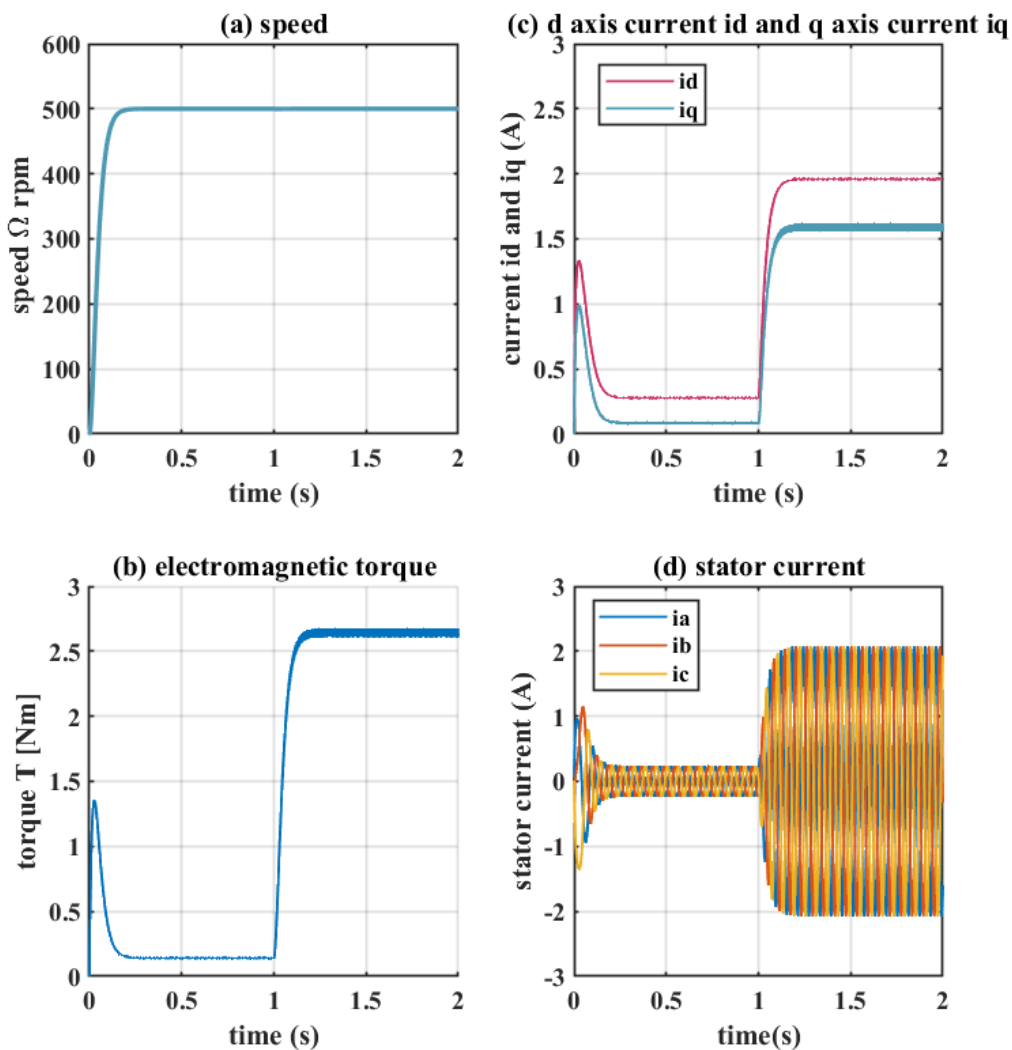 (a) speed
600
500
400
300
200
100
0
speed Ω rpm
0 0.5 1 1.5 2
time (s)
(c) d axis current id and q axis current iq
3
2.5
2
1.5
1
0.5
0
current id and iq (A)
id
iq
0 0.5 1 1.5 2
time (s)
(b) electromagnetic torque
3
2.5
2
1.5
1
0.5
0
torque T [Nm]
0 0.5 1 1.5 2
time (s)
(d) stator current
3
2
1
0
-1
-2
-3
stator current (A)
ia
ib
ic
0 0.5 1 1.5 2
time(s)